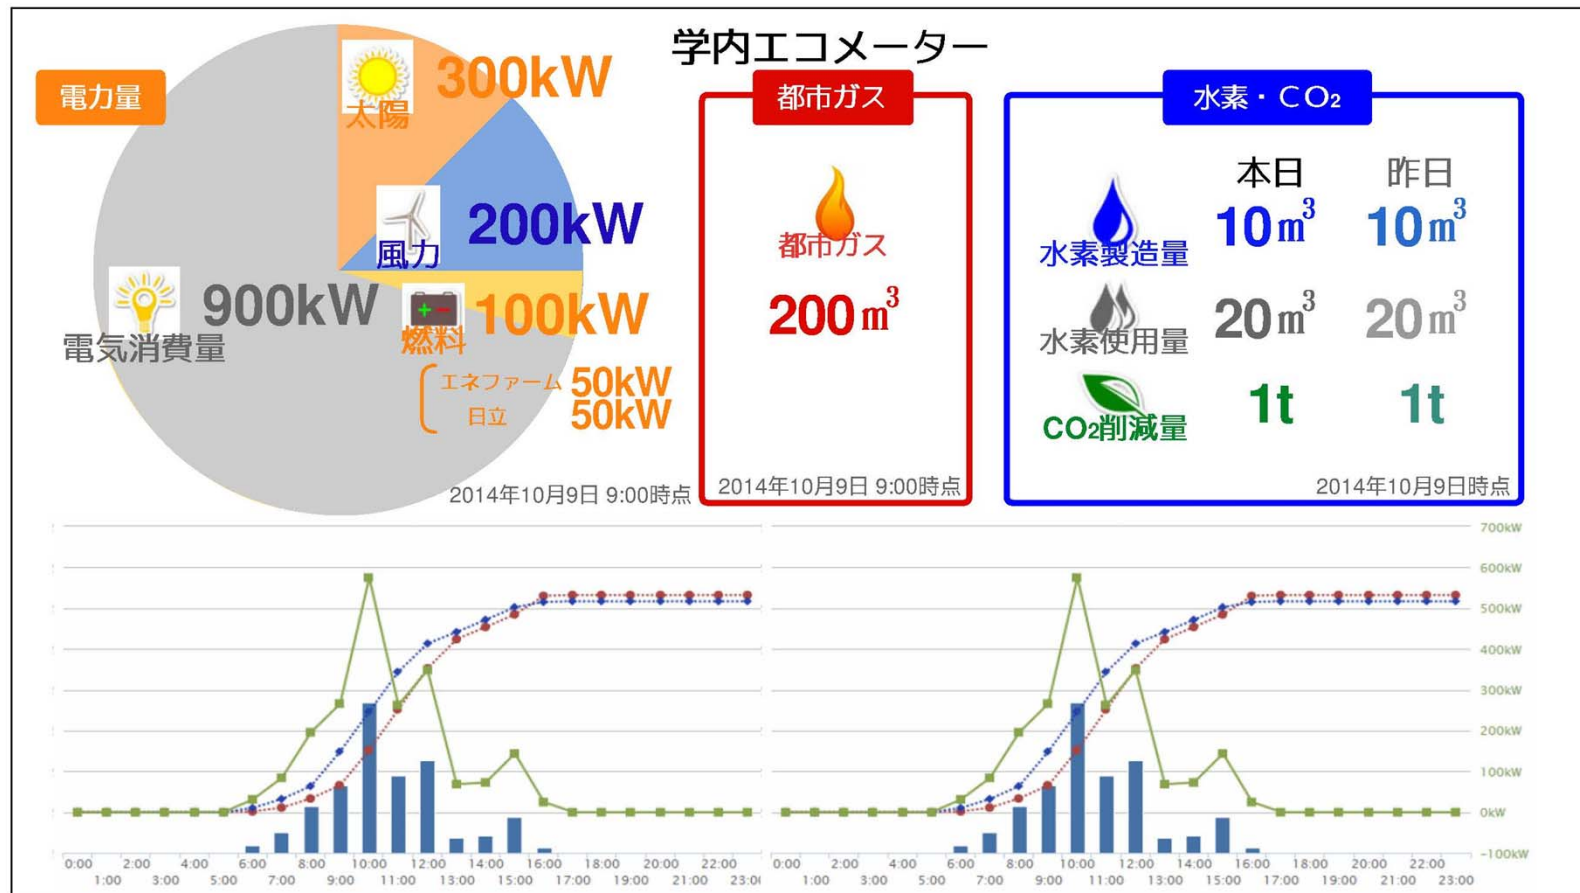 学内エコメーター
電力量
太陽
300kW
風力
200kW
電気消費量
900kW
燃料
100kW
エネファーム 50kW
日立 50kW
2014年10月9日 9:00時点
都市ガス
都市ガス
200m³
2014年10月9日 9:00時点
水素・CO₂
本日 昨日
水素製造量 10m³ 10m³
水素使用量 20m³ 20m³
CO₂削減量 1t 1t
2014年10月9日時点
700kW
600kW
500kW
400kW
300kW
200kW
100kW
0kW
-100kW
0:00 2:00 4:00 6:00 8:00 10:00 12:00 14:00 16:00 18:00 20:00 22:00
1:00 3:00 5:00 7:00 9:00 11:00 13:00 15:00 17:00 19:00 21:00 23:00
0:00 2:00 4:00 6:00 8:00 10:00 12:00 14:00 16:00 18:00 20:00 22:00
1:00 3:00 5:00 7:00 9:00 11:00 13:00 15:00 17:00 19:00 21:00 23:00